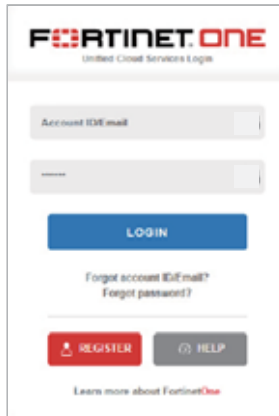 FORTINET ONE
Unified Cloud Services Login
Account ID/Email
LOGIN
Forgot account ID/Email?
Forgot password?
REGISTER
HELP
Learn more about FortinetOne